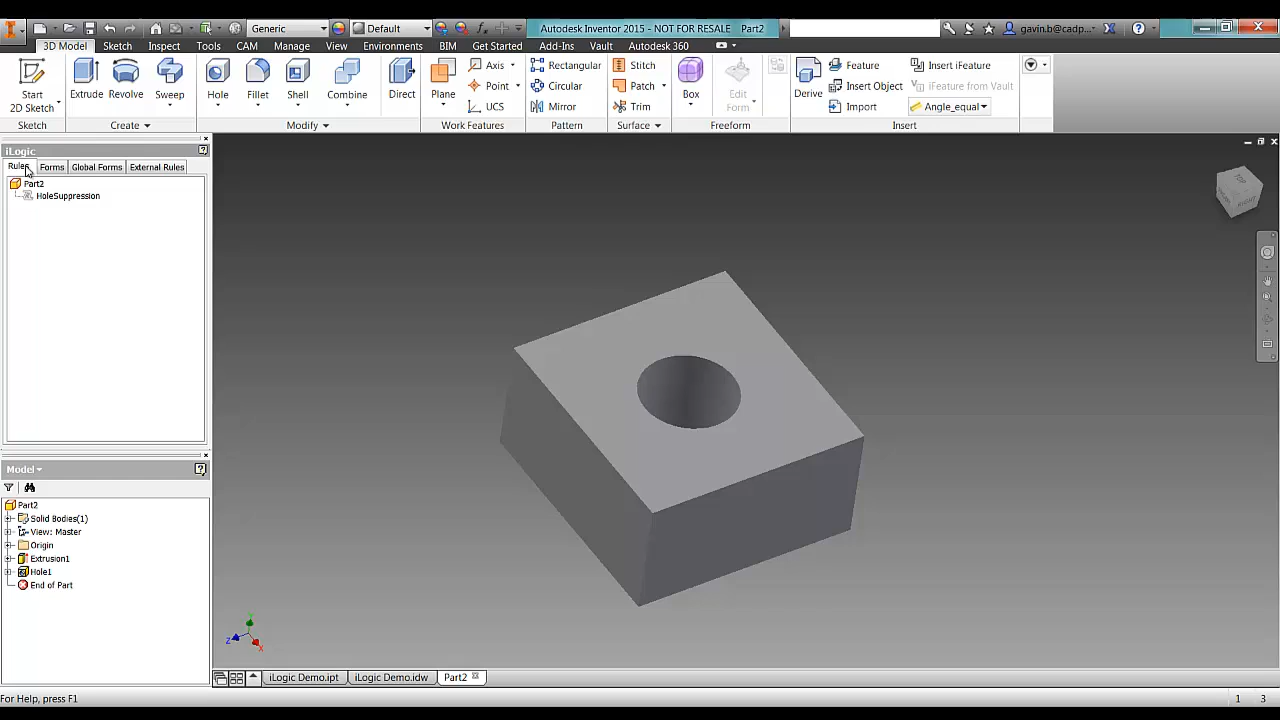 Generic
Default
Autodesk Inventor 2015 - NOT FOR RESALE Part2
gavin.b@cadp...
3D Model Sketch Inspect Tools CAM Manage View Environments BIM Get Started Add-Ins Vault Autodesk 360
Start
2D Sketch
Extrude
Revolve
Sweep
Hole
Fillet
Shell
Combine
Direct
Plane
Axis
Point
UCS
Rectangular
Circular
Mirror
Stitch
Patch
Trim
Box
Edit
Form
Derive
Feature
Insert Object
Import
Insert iFeature
iFeature from Vault
Angle_equal
Sketch Create Modify Work Features Pattern Surface Freeform Insert
iLogic
Rules Forms Global Forms External Rules
Part2
HoleSuppression
TOP
RIGHT
Model
Part2
Solid Bodies(1)
View: Master
Origin
Extrusion1
Hole1
End of Part
Y
Z
X
iLogic Demo.ipt iLogic Demo.idw Part2
For Help, press F1
1 3